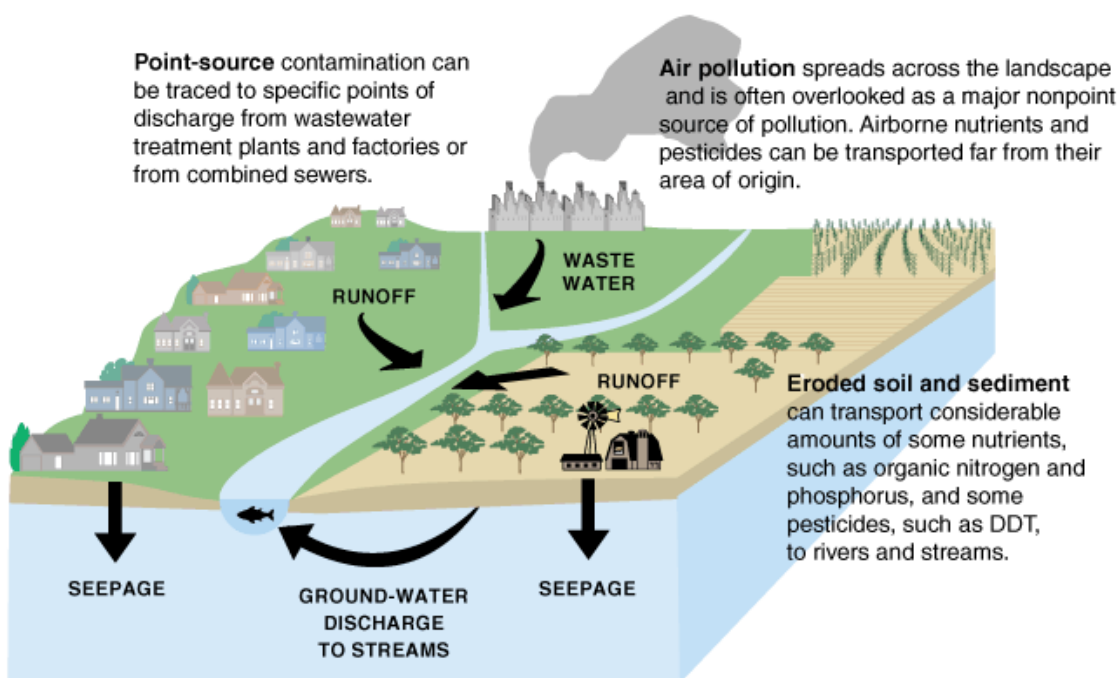 Point-source contamination can
be traced to specific points of
discharge from wastewater
treatment plants and factories or
from combined sewers.
Air pollution spreads across the landscape
and is often overlooked as a major nonpoint
source of pollution. Airborne nutrients and
pesticides can be transported far from their
area of origin.
WASTE
WATER
RUNOFF
RUNOFF
Eroded soil and sediment
can transport considerable
amounts of some nutrients,
such as organic nitrogen and
phosphorus, and some
pesticides, such as DDT,
to rivers and streams.
SEEPAGE
GROUND-WATER
DISCHARGE
TO STREAMS
SEEPAGE